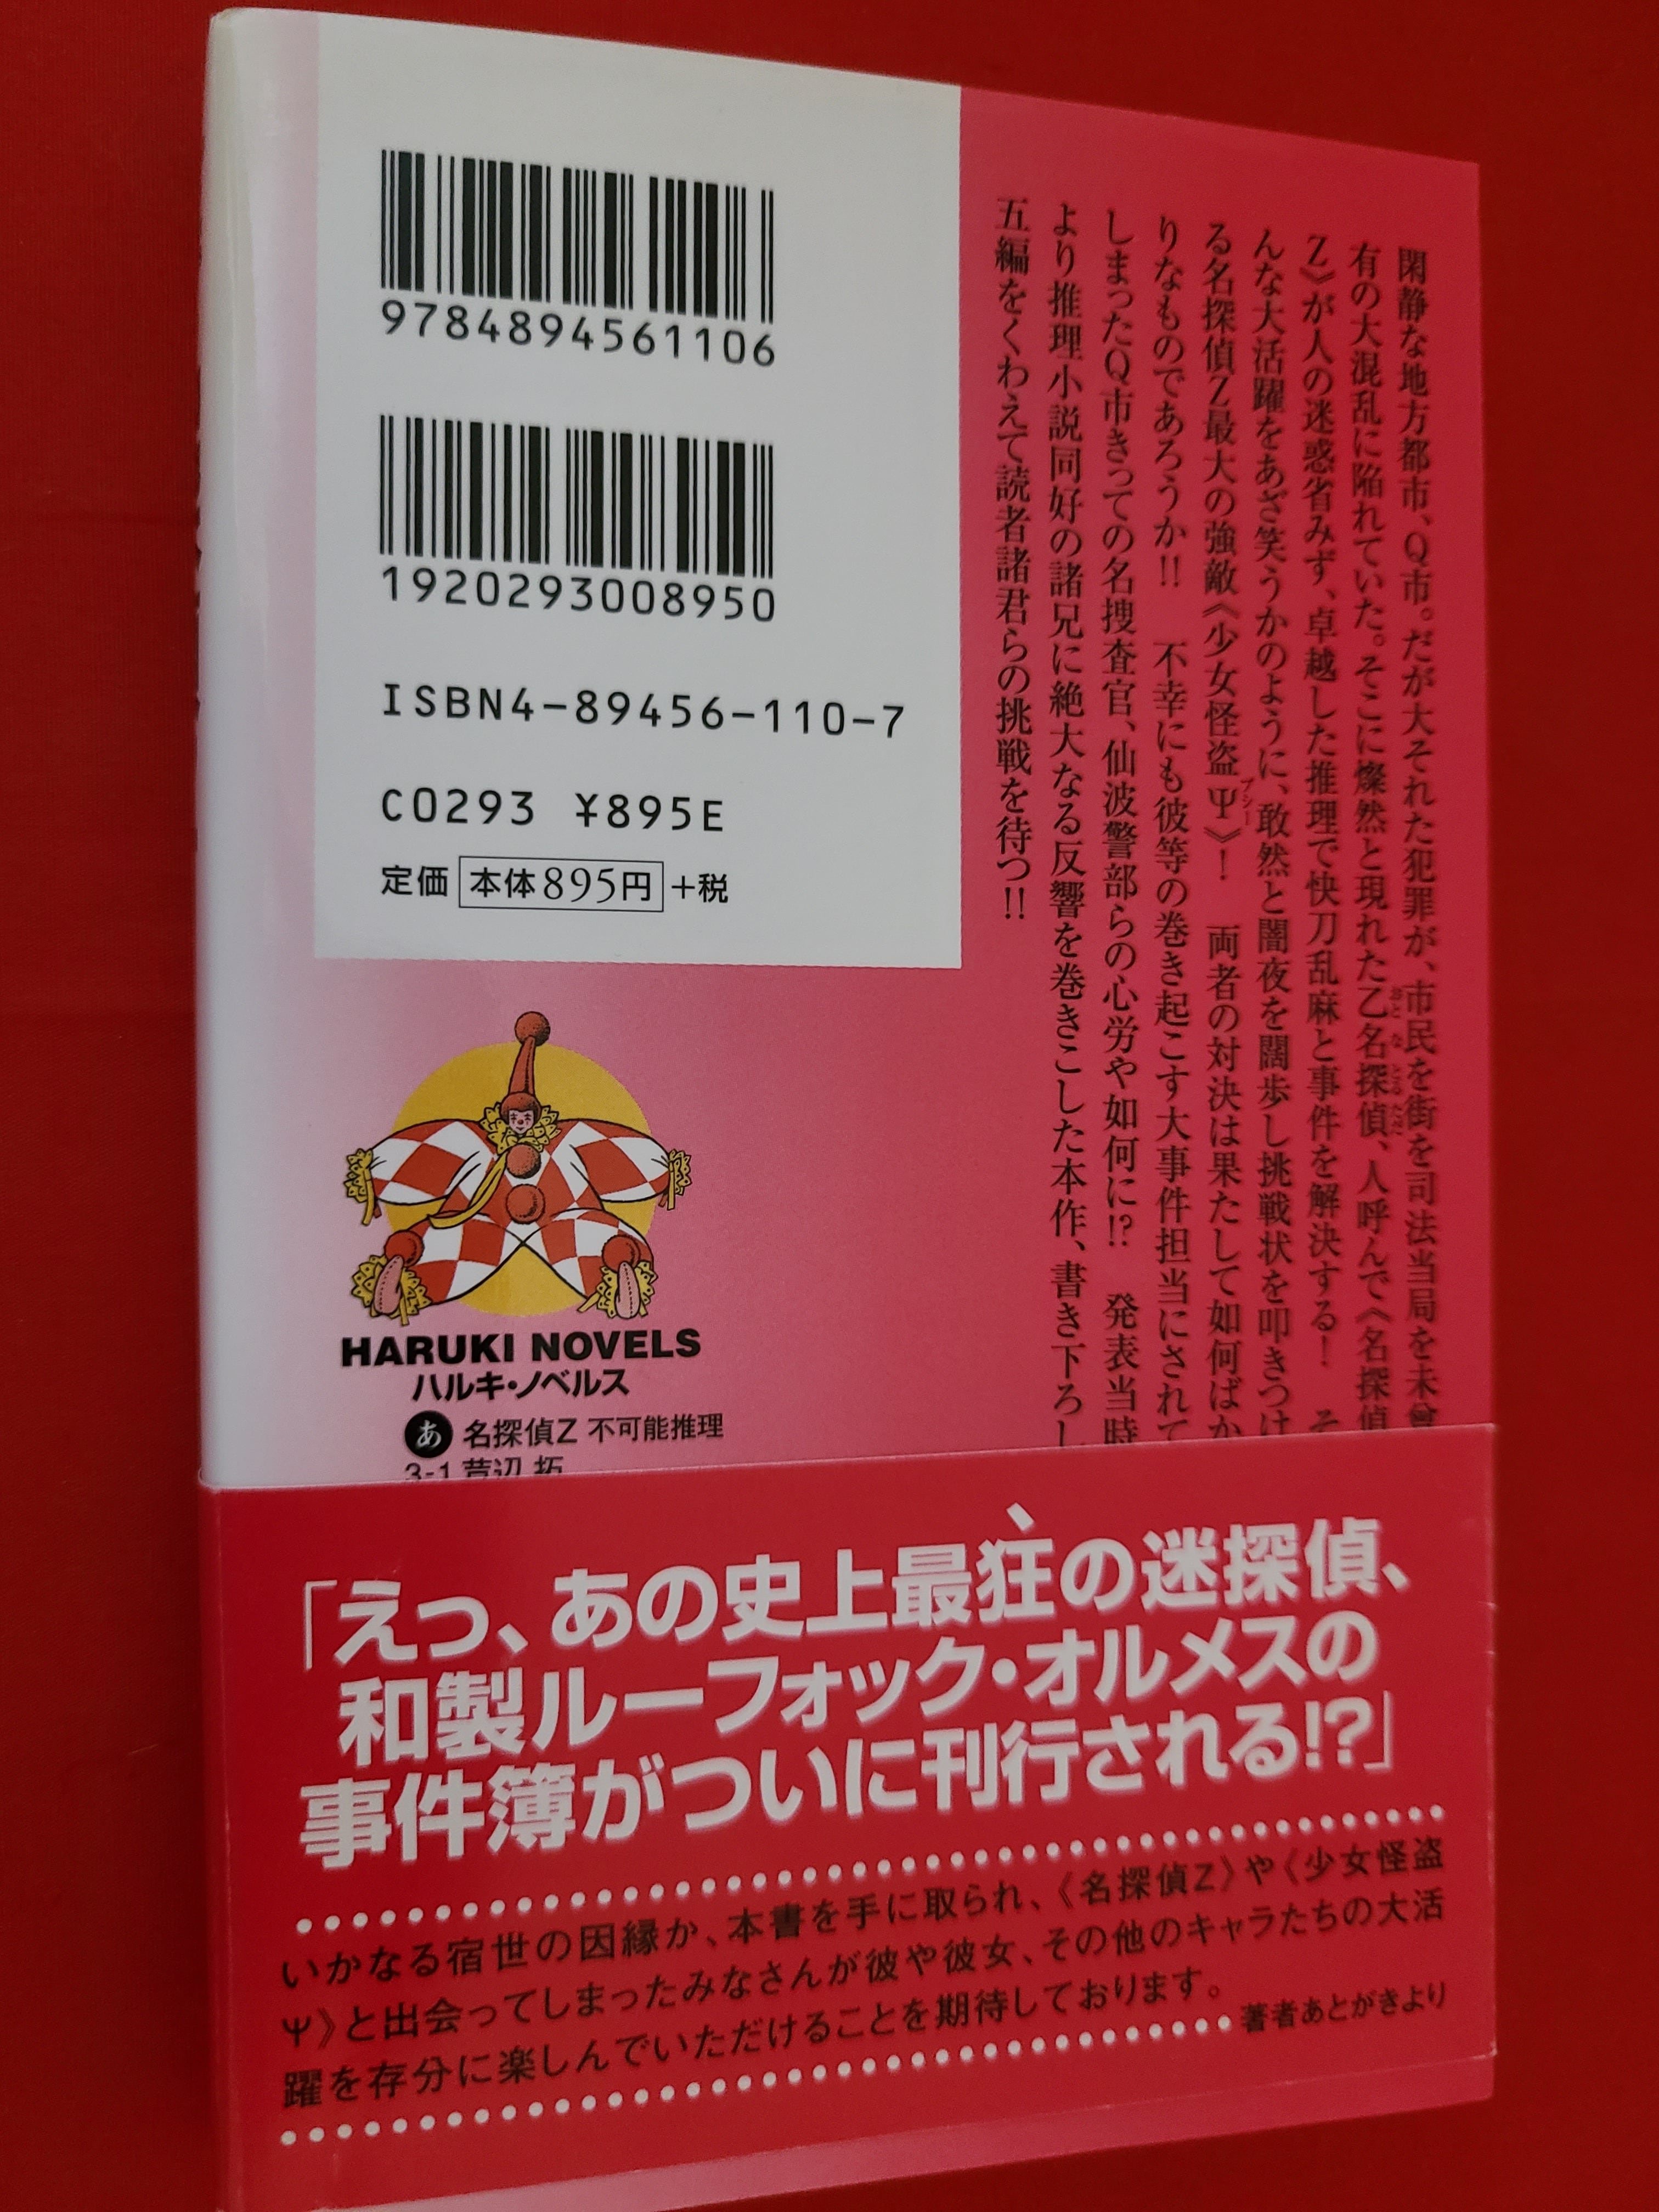 9784894561106
1920293008950
ISBN4-89456-110-7
C0293 ¥895E
定価 本体895円 +税
閑静な地方都市、Q市。だが大それた犯罪が、市民を街を司法当局を未曾
有の大混乱に陥れていた。そこに燦然と現れた乙名探偵、人呼んで《名探偵
Z》が人の迷惑省みず、卓越した推理で快刀乱麻と事件を解決する! そ
んな大活躍をあざ笑うかのように、敢然と闇夜を闊歩し挑戦状を叩きつけ
る名探偵Z最大の強敵《少女怪盗Ψ》! 両者の対決は果たして如何ばか
プシー
りなものであろうか!! 不幸にも彼等の巻き起こす大事件担当にされて
しまったQ市きっての名捜査官、仙波警部らの心労や如何に!? 発表当時
より推理小説同好の諸兄に絶大なる反響を巻きこした本作、書き下ろし
五編をくわえて読者諸君らの挑戦を待つ!!
HARUKI NOVELS
ハルキ・ノベルス
あ 名探偵Z 不可能推理
3-1 芦辺 拓
「えっ、あの史上最狂の迷探偵、
和製ルーフォック・オルメスの
事件簿がついに刊行される!?」
いかなる宿世の因縁か、本書を手に取られ、《名探偵Z》や《少女怪盗
Ψ》と出会ってしまったみなさんが彼や彼女、その他のキャラたちの大活
躍を存分に楽しんでいただけることを期待しております。
著者あとがきより